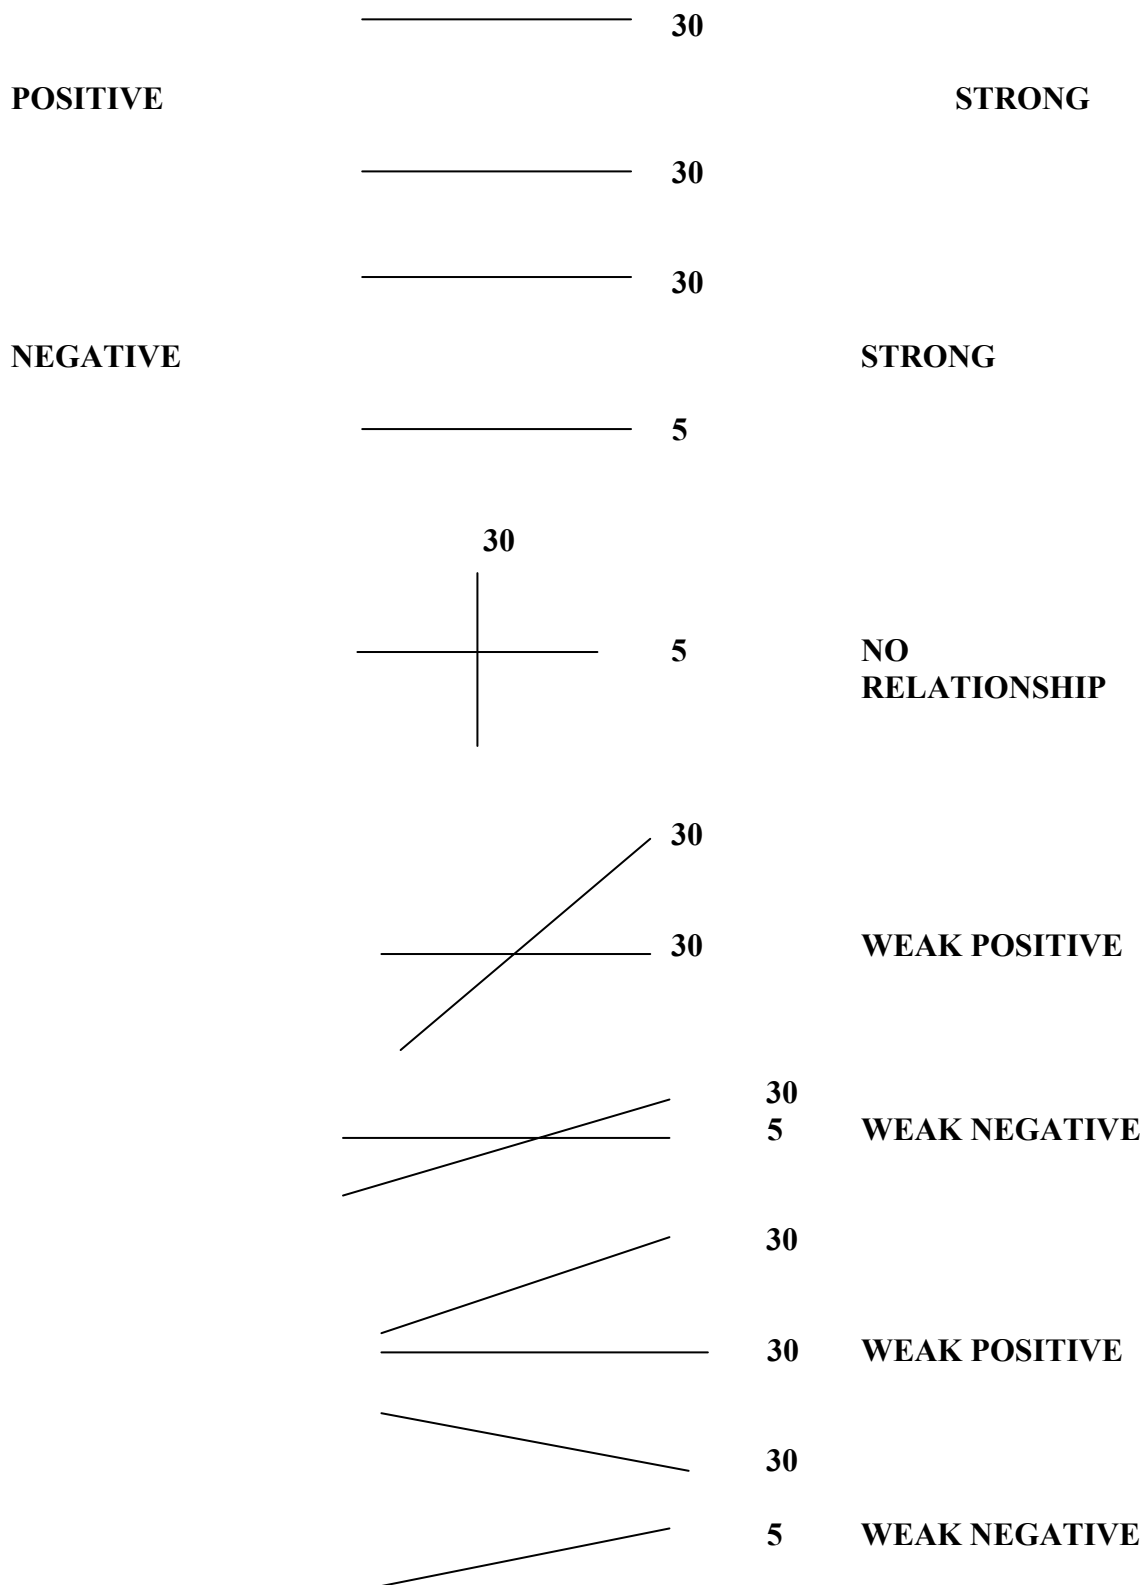 30
POSITIVE STRONG
30
30
NEGATIVE STRONG
5
30
5 NO
RELATIONSHIP
30
30 WEAK POSITIVE
30
5 WEAK NEGATIVE
30
30 WEAK POSITIVE
30
5 WEAK NEGATIVE